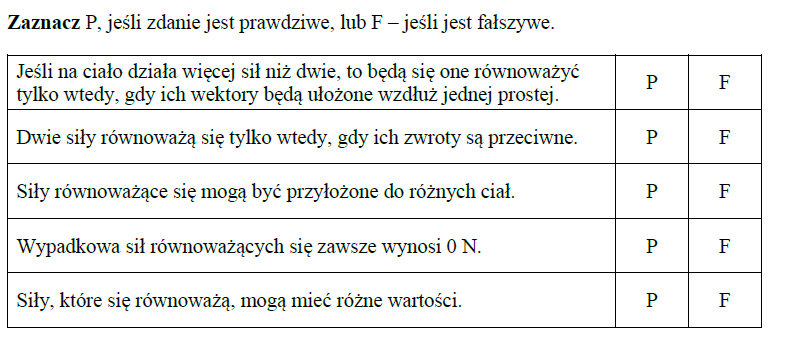 Zaznacz P, jeśli zdanie jest prawdziwe, lub F – jeśli jest fałszywe.
Jeśli na ciało działa więcej sił niż dwie, to będą się one równoważyć
tylko wtedy, gdy ich wektory będą ułożone wzdłuż jednej prostej.
P F
Dwie siły równoważą się tylko wtedy, gdy ich zwroty są przeciwne. P F
Siły równoważące się mogą być przyłożone do różnych ciał. P F
Wypadkowa sił równoważących się zawsze wynosi 0 N. P F
Siły, które się równoważą, mogą mieć różne wartości. P F